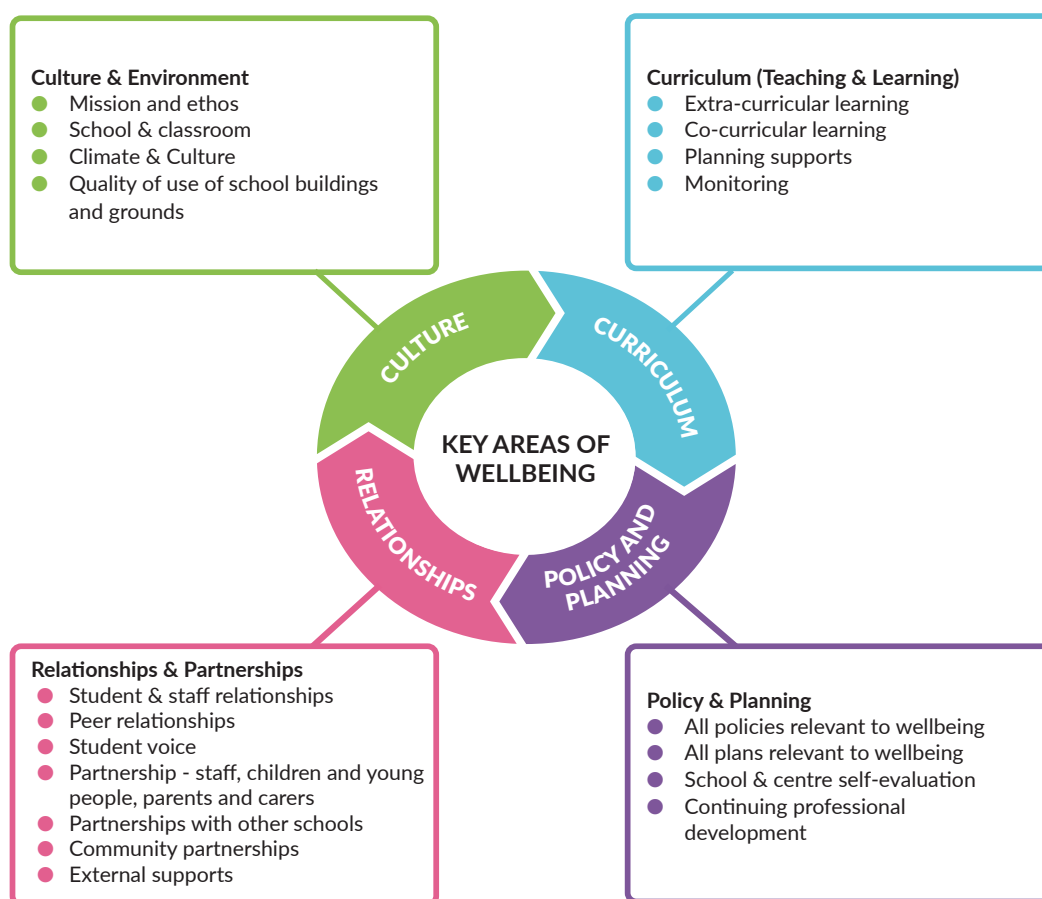 Culture & Environment
● Mission and ethos
● School & classroom
● Climate & Culture
● Quality of use of school buildings
and grounds
Curriculum (Teaching & Learning)
● Extra-curricular learning
● Co-curricular learning
● Planning supports
● Monitoring
CULTURE
CURRICULUM
KEY AREAS OF
WELLBEING
RELATIONSHIPS
POLICY AND
PLANNING
Relationships & Partnerships
● Student & staff relationships
● Peer relationships
● Student voice
● Partnership - staff, children and young
people, parents and carers
● Partnerships with other schools
● Community partnerships
● External supports
Policy & Planning
● All policies relevant to wellbeing
● All plans relevant to wellbeing
● School & centre self-evaluation
● Continuing professional
development